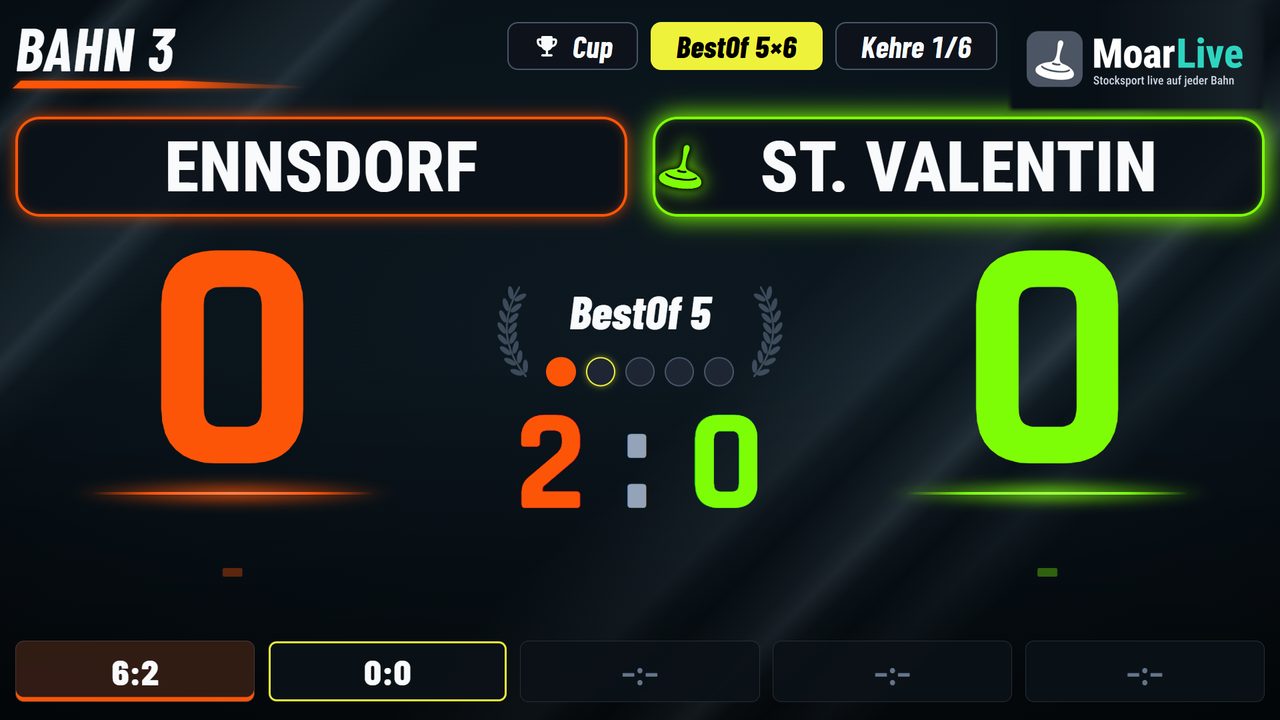 BAHN 3
Cup
BestOf 5×6
Kehre 1/6
MoarLive
Stocksport live auf jeder Bahn
ENNSDORF
ST. VALENTIN
0
BestOf 5
0
2 : 0
-
-
6:2
0:0
-:-
-:-
-:-